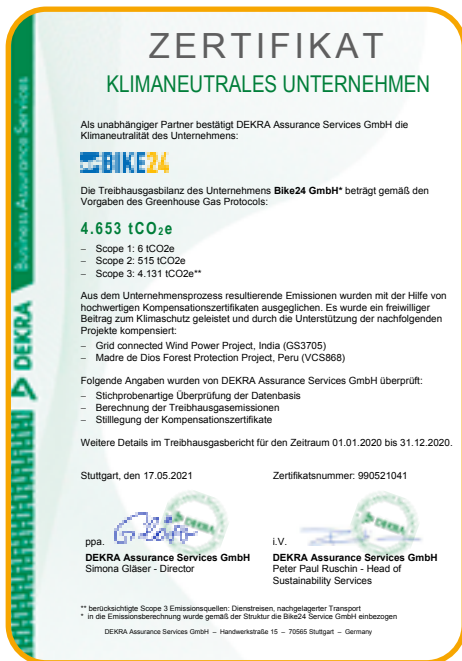 ZERTIFIKAT
KLIMANEUTRALES UNTERNEHMEN
Als unabhängiger Partner bestätigt DEKRA Assurance Services GmbH die
Klimaneutralität des Unternehmens:
BIKE24
Die Treibhausgasbilanz des Unternehmens Bike24 GmbH* beträgt gemäß den
Vorgaben des Greenhouse Gas Protocols:
4.653 tCO₂e
– Scope 1: 6 tCO2e
– Scope 2: 515 tCO2e
– Scope 3: 4.131 tCO2e**
Aus dem Unternehmensprozess resultierende Emissionen wurden mit der Hilfe von
hochwertigen Kompensationszertifikaten ausgeglichen. Es wurde ein freiwilliger
Beitrag zum Klimaschutz geleistet und durch die Unterstützung der nachfolgenden
Projekte kompensiert:
– Grid connected Wind Power Project, India (GS3705)
– Madre de Dios Forest Protection Project, Peru (VCS868)
Folgende Angaben wurden von DEKRA Assurance Services GmbH überprüft:
– Stichprobenartige Überprüfung der Datenbasis
– Berechnung der Treibhausgasemissionen
– Stilllegung der Kompensationszertifikate
Weitere Details im Treibhausgasbericht für den Zeitraum 01.01.2020 bis 31.12.2020.
Stuttgart, den 17.05.2021 Zertifikatsnummer: 990521041
ppa. i.V.
DEKRA Assurance Services GmbH DEKRA Assurance Services GmbH
Simona Gläser - Director Peter Paul Ruschin - Head of
Sustainability Services
** berücksichtigte Scope 3 Emissionsquellen: Dienstreisen, nachgelagerter Transport
* in die Emissionsberechnung wurde gemäß der Struktur die Bike24 Service GmbH einbezogen
DEKRA Assurance Services GmbH – Handwerkstraße 15 – 70565 Stuttgart – Germany
Business Assurance Services
DEKRA